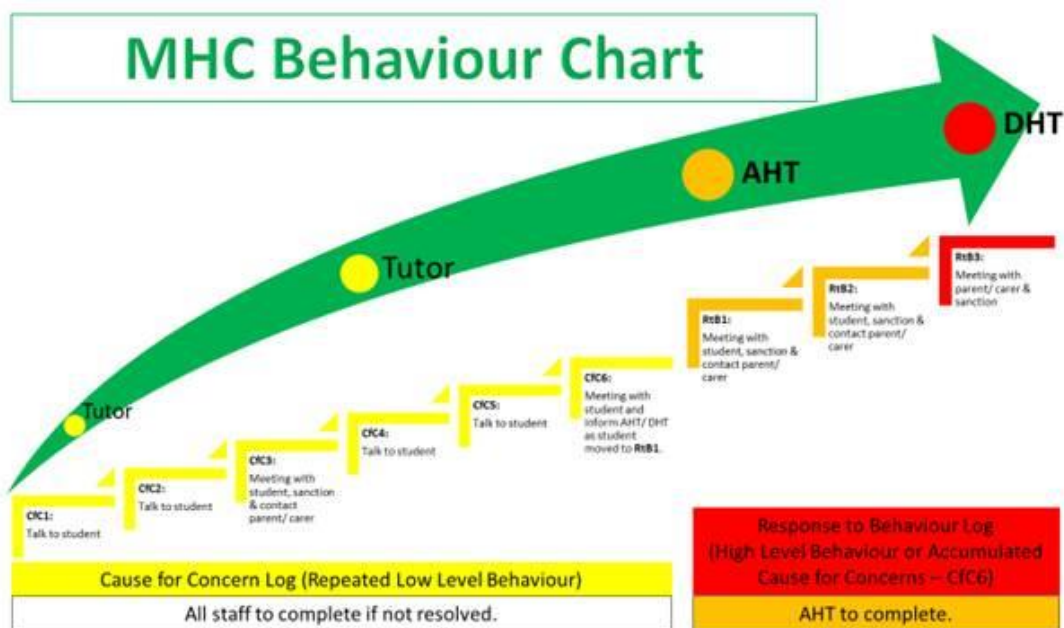 MHC Behaviour Chart
DHT
AHT
Tutor
Tutor
CfC1:
Talk to student
CfC2:
Talk to student
CfC3:
Meeting with
student, sanction
& contact
parent/ carer
CfC4:
Talk to student
CfC5:
Talk to student
CfC6:
Meeting with
student and
inform AHT/ DHT
as student
moved to RtB1.
RtB1:
Meeting with
student, sanction &
contact parent/
carer
RtB2:
Meeting with
student, sanction &
contact parent/
carer
RtB3:
Meeting with
parent/ carer &
sanction
Cause for Concern Log (Repeated Low Level Behaviour)
All staff to complete if not resolved.
Response to Behaviour Log
(High Level Behaviour or Accumulated
Cause for Concerns – CfC6)
AHT to complete.